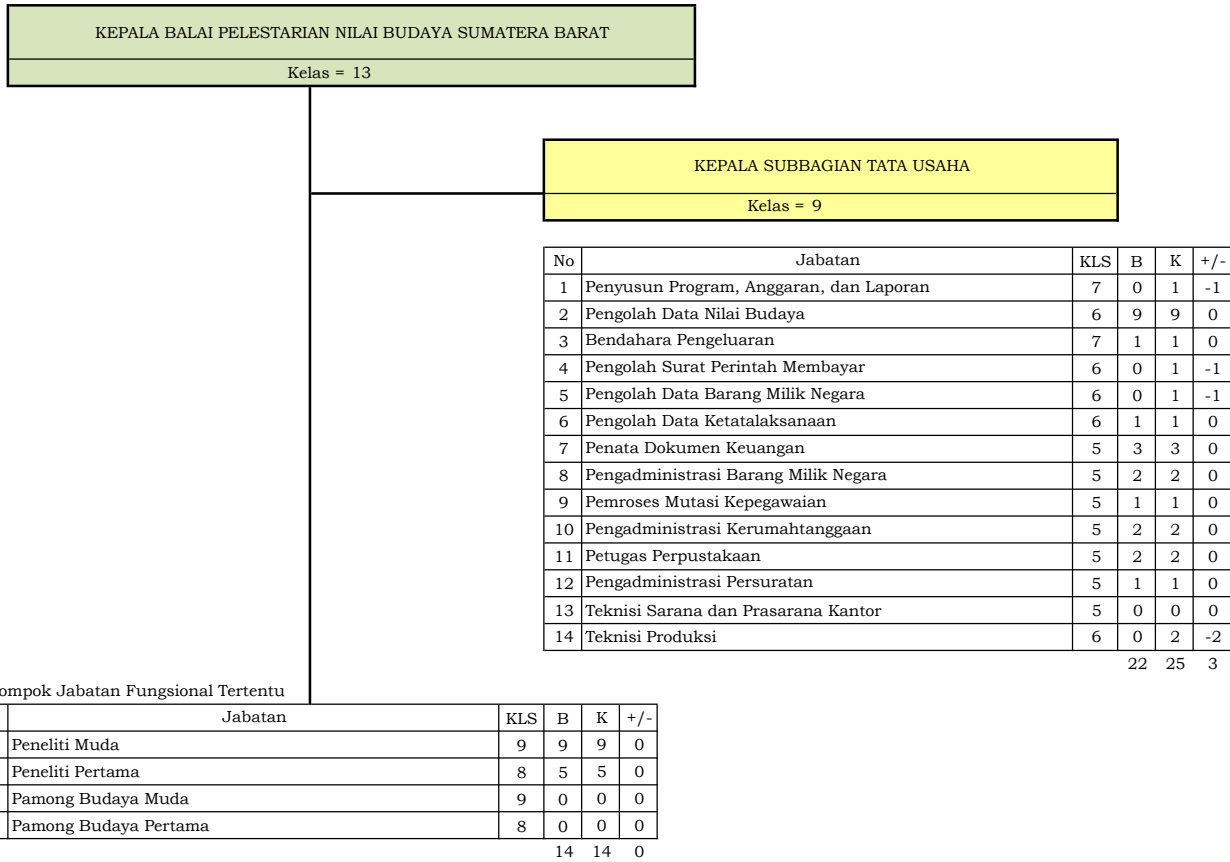 KEPALA BALAI PELESTARIAN NILAI BUDAYA SUMATERA BARAT
Kelas = 13
KEPALA SUBBAGIAN TATA USAHA
Kelas = 9
No Jabatan KLS B K +/-
1 Penyusun Program, Anggaran, dan Laporan 7 0 1 -1
2 Pengolah Data Nilai Budaya 6 9 9 0
3 Bendahara Pengeluaran 7 1 1 0
4 Pengolah Surat Perintah Membayar 6 0 1 -1
5 Pengolah Data Barang Milik Negara 6 0 1 -1
6 Pengolah Data Ketatalaksanaan 6 1 1 0
7 Penata Dokumen Keuangan 5 3 3 0
8 Pengadministrasi Barang Milik Negara 5 2 2 0
9 Pemroses Mutasi Kepegawaian 5 1 1 0
10 Pengadministrasi Kerumahtanggaan 5 2 2 0
11 Petugas Perpustakaan 5 2 2 0
12 Pengadministrasi Persuratan 5 1 1 0
13 Teknisi Sarana dan Prasarana Kantor 5 0 0 0
14 Teknisi Produksi 6 0 2 -2
22 25 3
ompok Jabatan Fungsional Tertentu
Jabatan KLS B K +/-
Peneliti Muda 9 9 9 0
Peneliti Pertama 8 5 5 0
Pamong Budaya Muda 9 0 0 0
Pamong Budaya Pertama 8 0 0 0
14 14 0